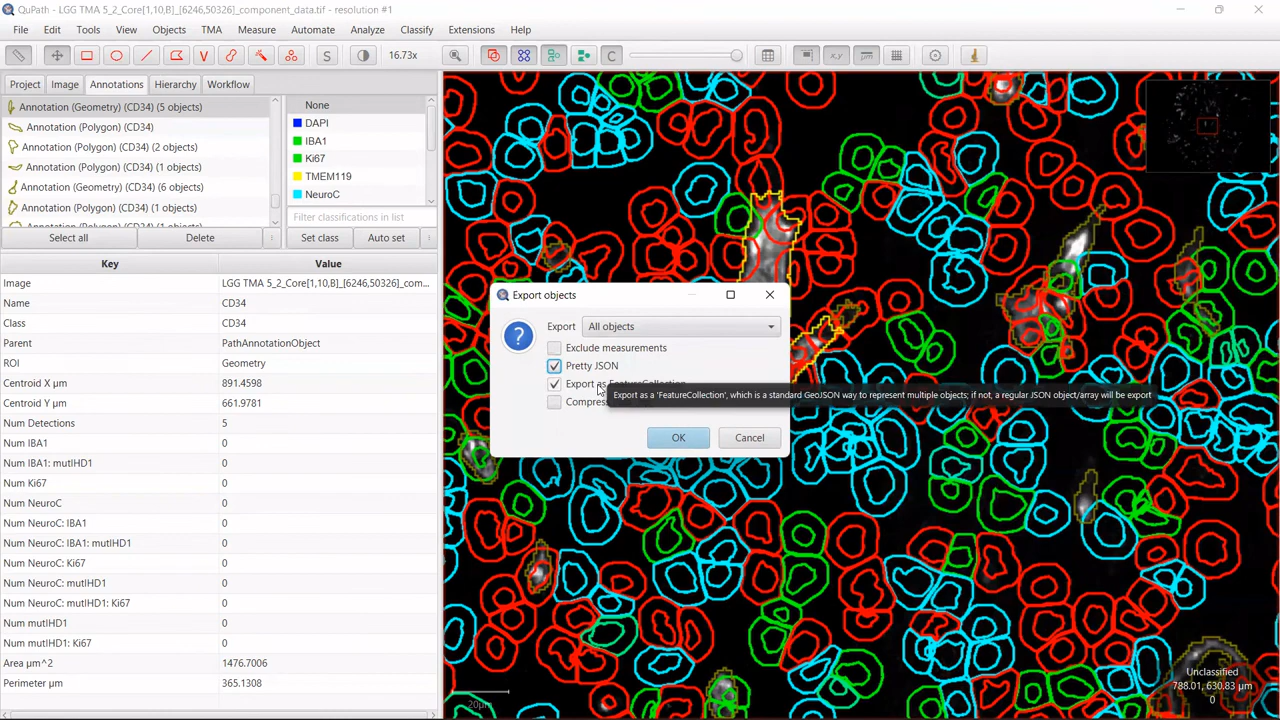 QuPath - LGG TMA 5_2_Core[1,10,B]_[6246,50326]_component_data.tif - resolution #1
File Edit Tools View Objects TMA Measure Automate Analyze Classify Extensions Help
S 16.73x C x,y
Project Image Annotations Hierarchy Workflow
Annotation (Geometry) (CD34) (5 objects)
Annotation (Polygon) (CD34)
Annotation (Polygon) (CD34) (2 objects)
Annotation (Polygon) (CD34) (1 objects)
Annotation (Geometry) (CD34) (6 objects)
Annotation (Polygon) (CD34) (1 objects)
None
DAPI
IBA1
Ki67
TMEM119
NeuroC
Filter classifications in list
Select all Delete Set class Auto set
Key Value
Image LGG TMA 5_2_Core[1,10,B]_[6246,50326]_com...
Name CD34
Class CD34
Parent PathAnnotationObject
ROI Geometry
Centroid X µm 891.4598
Centroid Y µm 661.9781
Num Detections 5
Num IBA1 0
Num IBA1: mutIHD1 0
Num Ki67 0
Num NeuroC 0
Num NeuroC: IBA1 0
Num NeuroC: IBA1: mutIHD1 0
Num NeuroC: Ki67 0
Num NeuroC: mutIHD1 0
Num NeuroC: mutIHD1: Ki67 0
Num mutIHD1 0
Num mutIHD1: Ki67 0
Area µm^2 1476.7006
Perimeter µm 365.1308
Export objects
Export All objects
Exclude measurements
Pretty JSON
Export as FeatureCollection
Export as a 'FeatureCollection', which is a standard GeoJSON way to represent multiple objects; if not, a regular JSON object/array will be export
OK Cancel
20µm
Unclassified
788.01, 630.83 µm
0